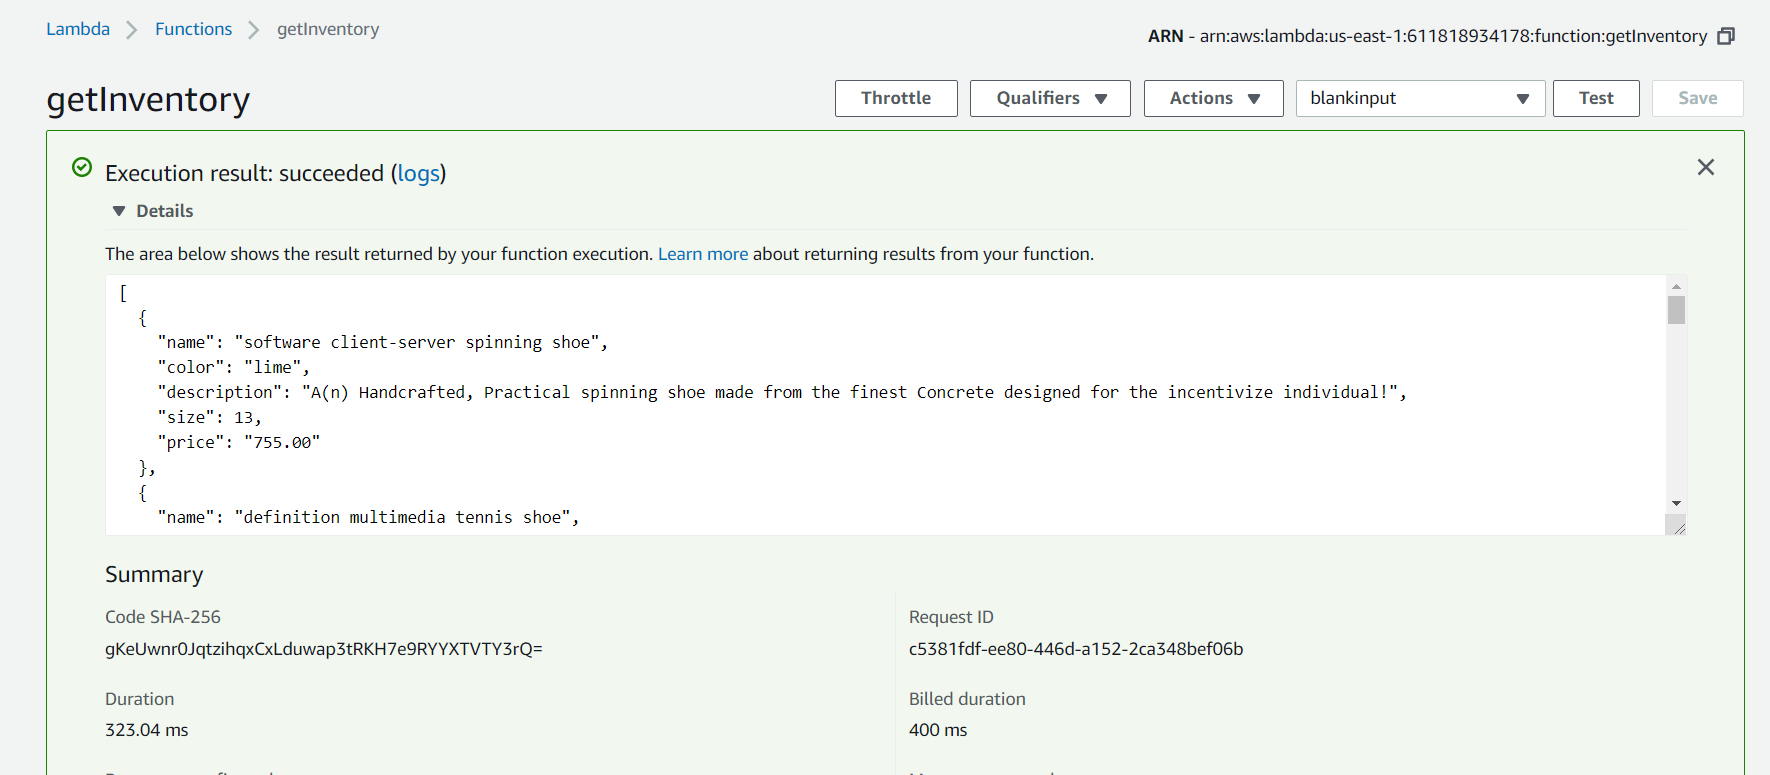 Lambda Functions getInventory
ARN - arn:aws:lambda:us-east-1:611818934178:function:getInventory
getInventory
Throttle Qualifiers Actions blankinput Test Save
Execution result: succeeded (logs)
Details
The area below shows the result returned by your function execution. Learn more about returning results from your function.
[
{
"name": "software client-server spinning shoe",
"color": "lime",
"description": "A(n) Handcrafted, Practical spinning shoe made from the finest Concrete designed for the incentivize individual!",
"size": 13,
"price": "755.00"
},
{
"name": "definition multimedia tennis shoe",
Summary
Code SHA-256
gKeUwnr0JqtzihqxCxLduwap3tRKH7e9RYYXTVTY3rQ=
Request ID
c5381fdf-ee80-446d-a152-2ca348bef06b
Duration
323.04 ms
Billed duration
400 ms